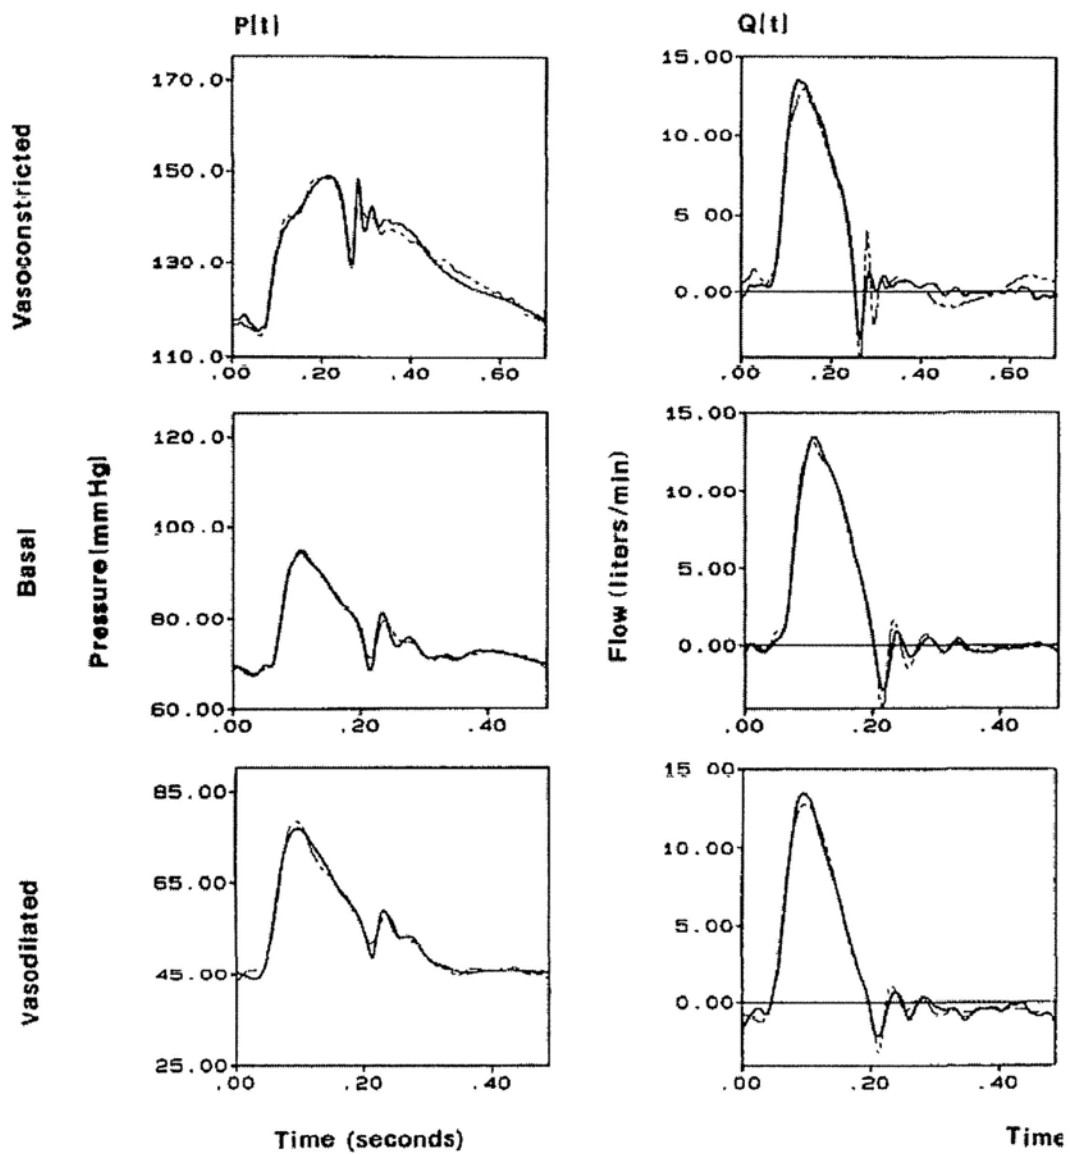 P(t)
Q(t)
Vasoconstricted
170.0
150.0
130.0
110.0
.00 .20 .40 .60
15.00
10.00
5 00
0.00
.00 .20 .40 .60
Basal
Pressure(mmHg)
120.0
100.0
80.00
60.00
.00 .20 .40
Flow (liters/min)
15.00
10.00
5.00
0.00
.00 .20 .40
Vasodilated
85.00
65.00
45.00
25.00
.00 .20 .40
15 00
10.00
5.00
0.00
.00 .20 .40
Time (seconds)
Time